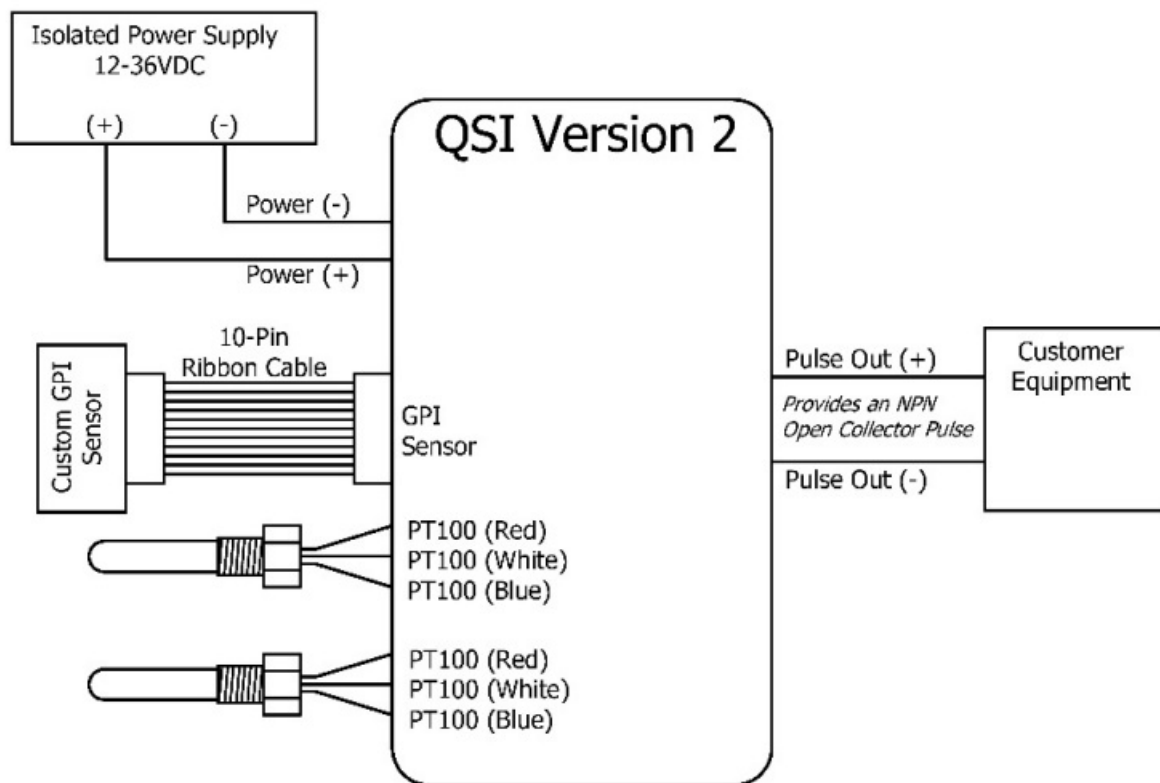 Isolated Power Supply
12-36VDC
(+) (-)
QSI Version 2
Power (-)
Power (+)
10-Pin
Ribbon Cable
Custom GPI
Sensor
GPI
Sensor
Pulse Out (+)
Provides an NPN
Open Collector Pulse
Pulse Out (-)
Customer
Equipment
PT100 (Red)
PT100 (White)
PT100 (Blue)
PT100 (Red)
PT100 (White)
PT100 (Blue)